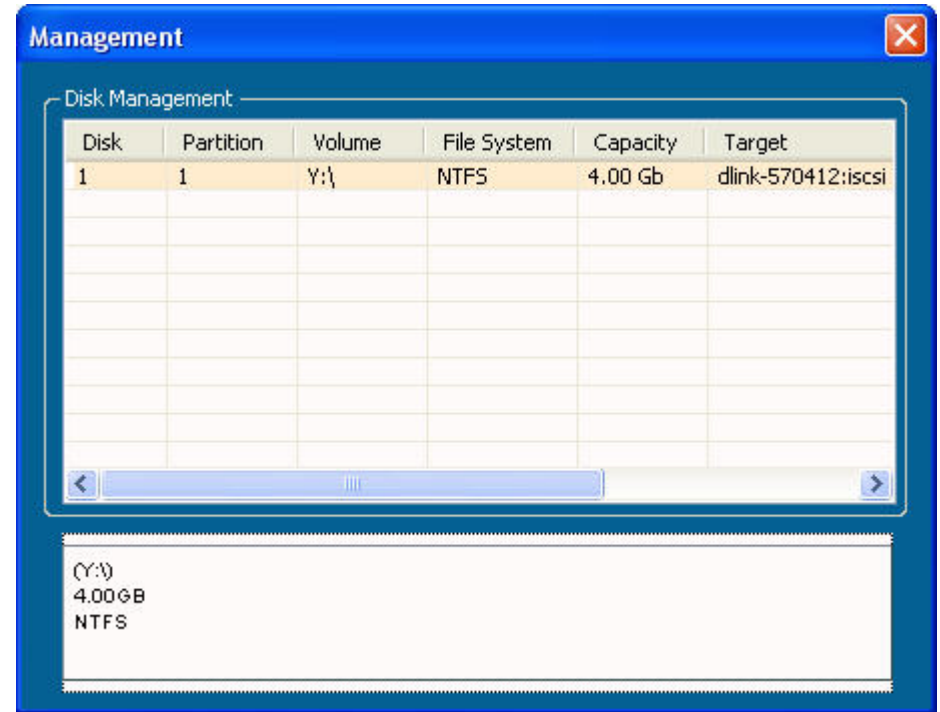 Management
Disk Management
Disk Partition Volume File System Capacity Target
1 1 Y:\ NTFS 4.00 Gb dlink-570412:iscsi
(Y:\)
4.00GB
NTFS